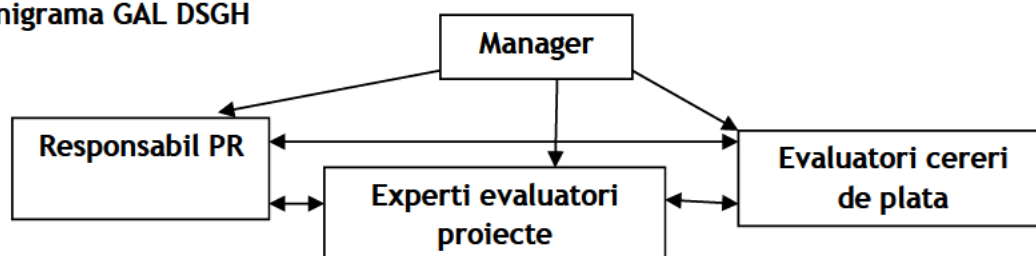 nigrama GAL DSGH
Manager
Responsabil PR
Experti evaluatori
proiecte
Evaluatori cereri
de plata